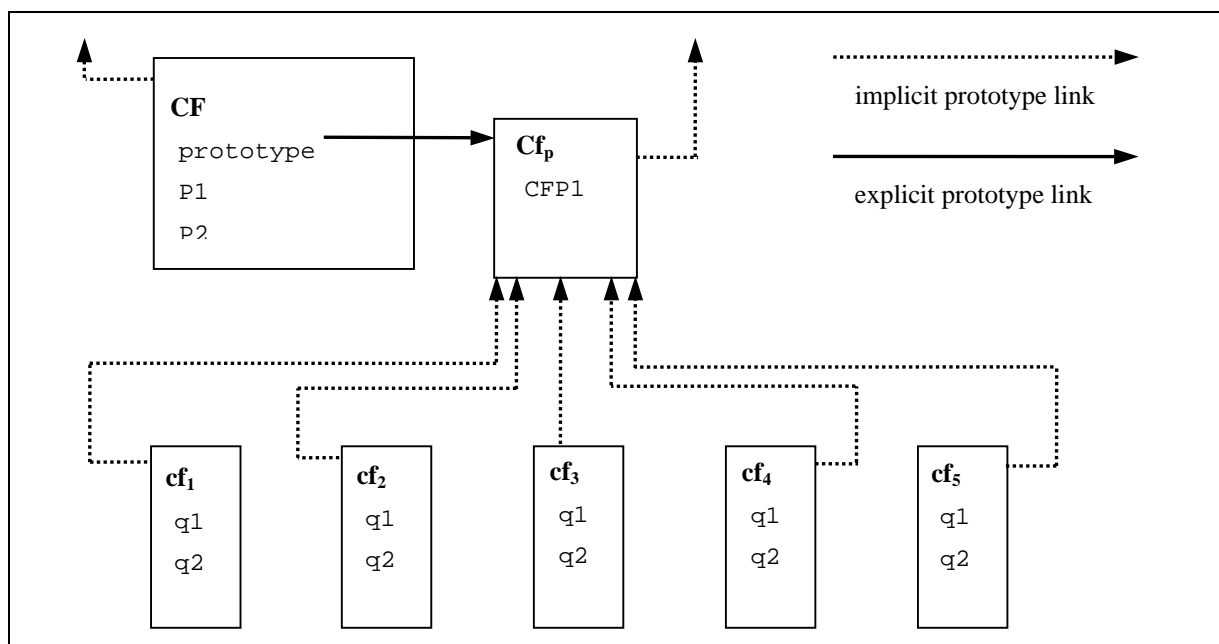 CF
prototype
P1
P2
Cfp
CFP1
implicit prototype link
explicit prototype link
cf1
q1
q2
cf2
q1
q2
cf3
q1
q2
cf4
q1
q2
cf5
q1
q2